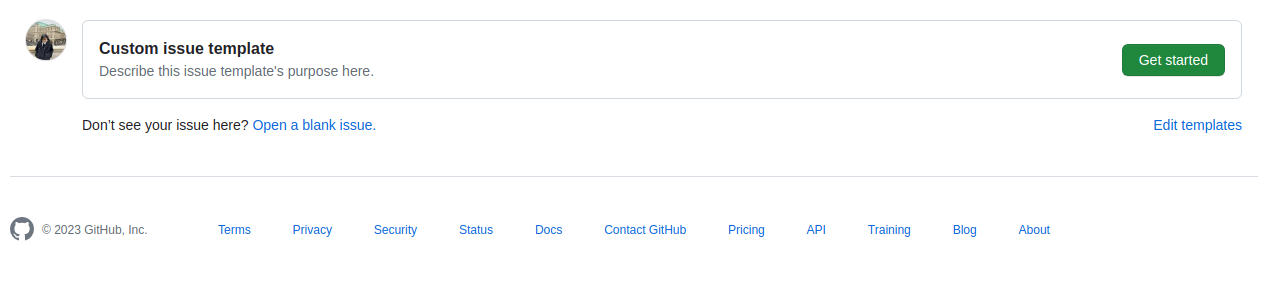 Custom issue template
Describe this issue template's purpose here.
Get started
Don’t see your issue here? Open a blank issue.
Edit templates
© 2023 GitHub, Inc.
Terms
Privacy
Security
Status
Docs
Contact GitHub
Pricing
API
Training
Blog
About